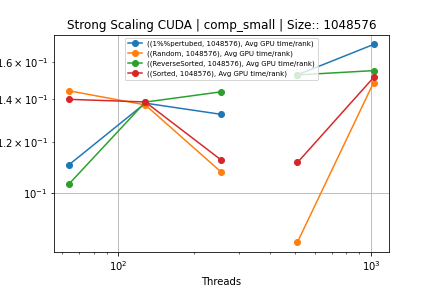 Strong Scaling CUDA | comp_small | Size:: 1048576
((1%%pertubed, 1048576), Avg GPU time/rank)
((Random, 1048576), Avg GPU time/rank)
((ReverseSorted, 1048576), Avg GPU time/rank)
((Sorted, 1048576), Avg GPU time/rank)
1.6 × 10⁻¹
1.4 × 10⁻¹
1.2 × 10⁻¹
10⁻¹
10² 10³
Threads